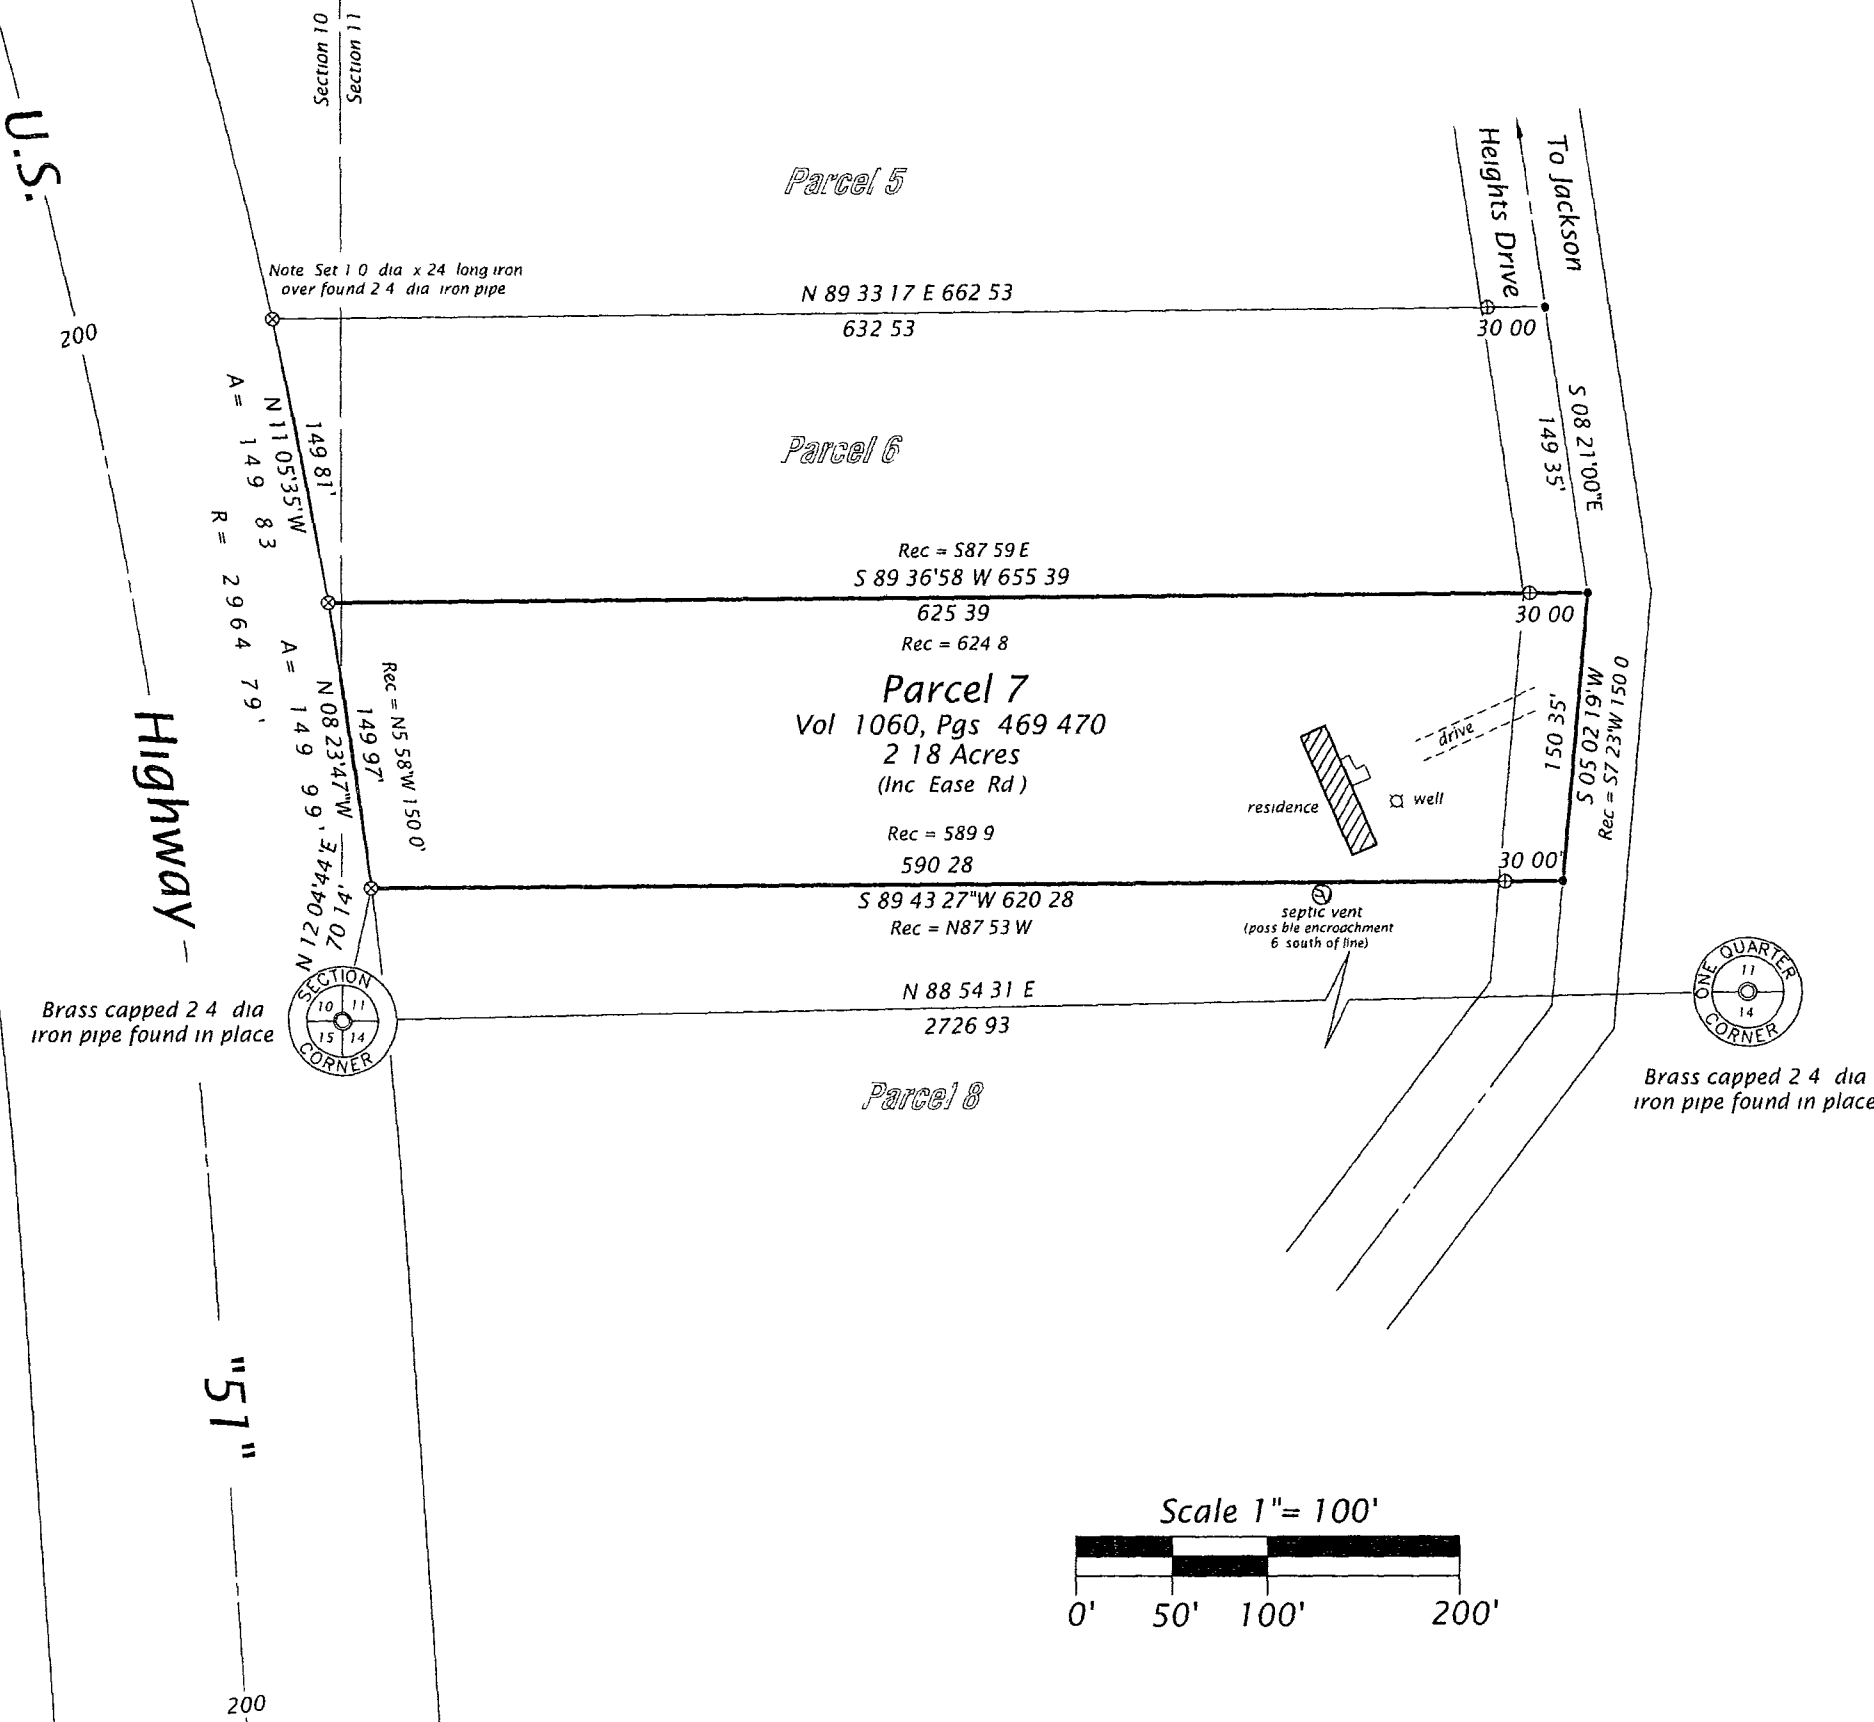 Section 10
Section 11
U.S.
Parcel 5
Heights Drive
To Jackson
Note Set 1 0 dia x 24 long iron
over found 2 4 dia iron pipe
N 89 33 17 E 662 53
632 53
30 00
200
A= 149 83
N 11 05'35"W
149 81'
R= 2964 79'
Parcel 6
S 08 21'00"E
149 35'
Rec = S87 59 E
S 89 36'58 W 655 39
625 39
30 00
Rec = 624 8
Parcel 7
Vol 1060, Pgs 469 470
2 18 Acres
(Inc Ease Rd )
A= 149 99'
N 08 23'47"W
149 97'
Rec = N5 58'W 150 0'
150 35'
S 05 02 19"W
Rec = S7 23'W 150 0
drive
well
residence
Highway
Rec = 589 9
590 28
30 00'
S 89 43 27"W 620 28
Rec = N87 53 W
septic vent
(poss ble encroachment
6 south of line)
N 12 04'44"E
70 14'
N 88 54 31 E
2726 93
SECTION
10 11
15 14
CORNER
Brass capped 2 4 dia
iron pipe found in place
ONE QUARTER
11
14
CORNER
Brass capped 2 4 dia
iron pipe found in place
Parcel 8
"51"
Scale 1"= 100'
0' 50' 100' 200'
200